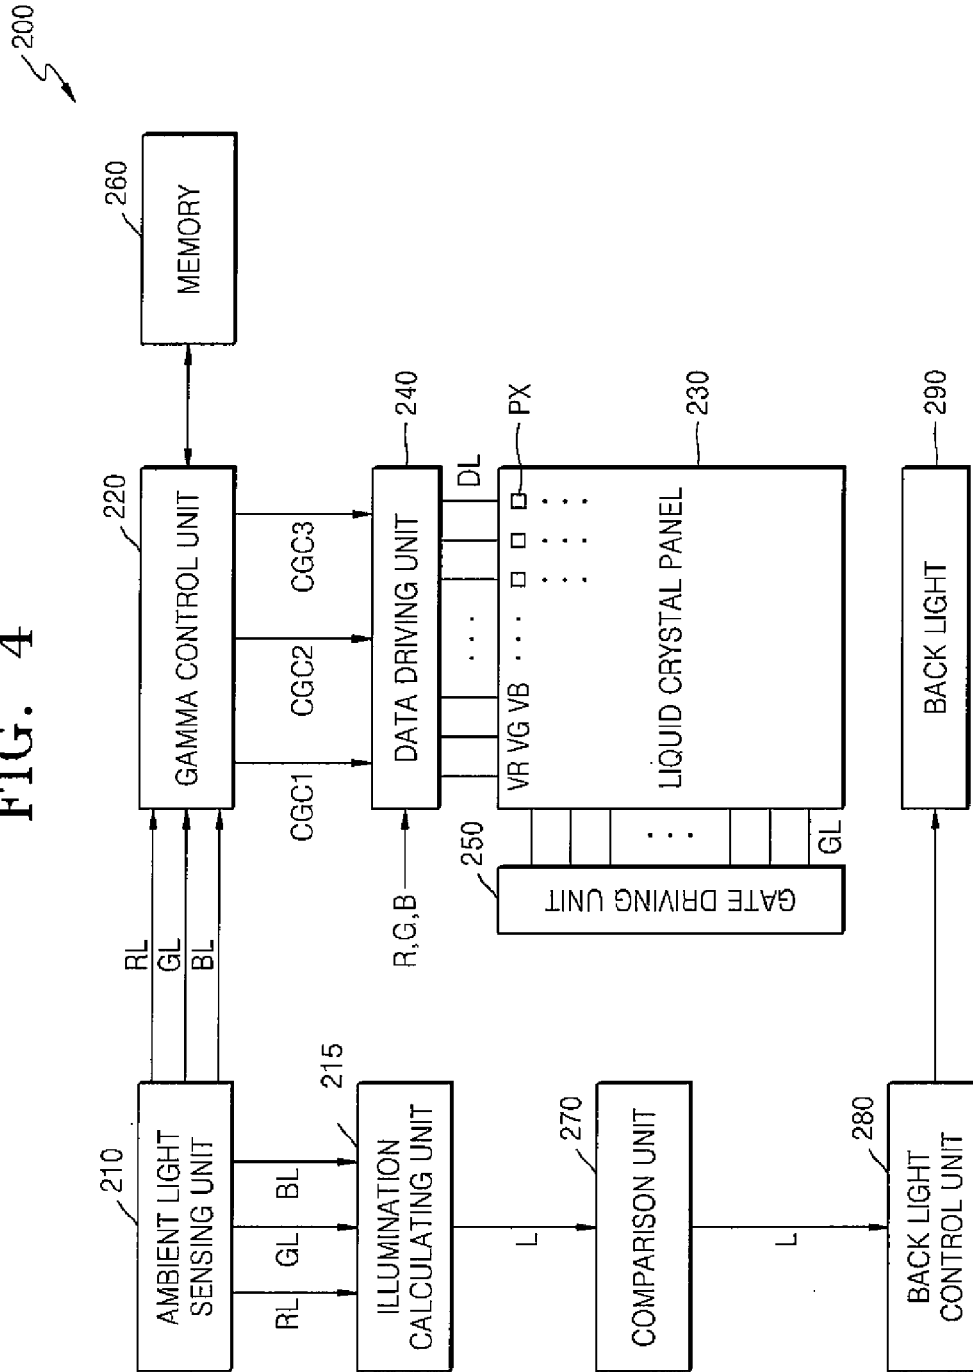 FIG. 4
200
210
AMBIENT LIGHT
SENSING UNIT
RL
GL
BL
220
GAMMA CONTROL UNIT
260
MEMORY
RL
GL
BL
215
ILLUMINATION
CALCULATING UNIT
CGC1
CGC2
CGC3
R,G,B
240
DATA DRIVING UNIT
DL
VR VG VB
PX
250
GATE DRIVING UNIT
GL
LIQUID CRYSTAL PANEL
230
L
270
COMPARISON UNIT
L
280
BACK LIGHT
CONTROL UNIT
BACK LIGHT
290